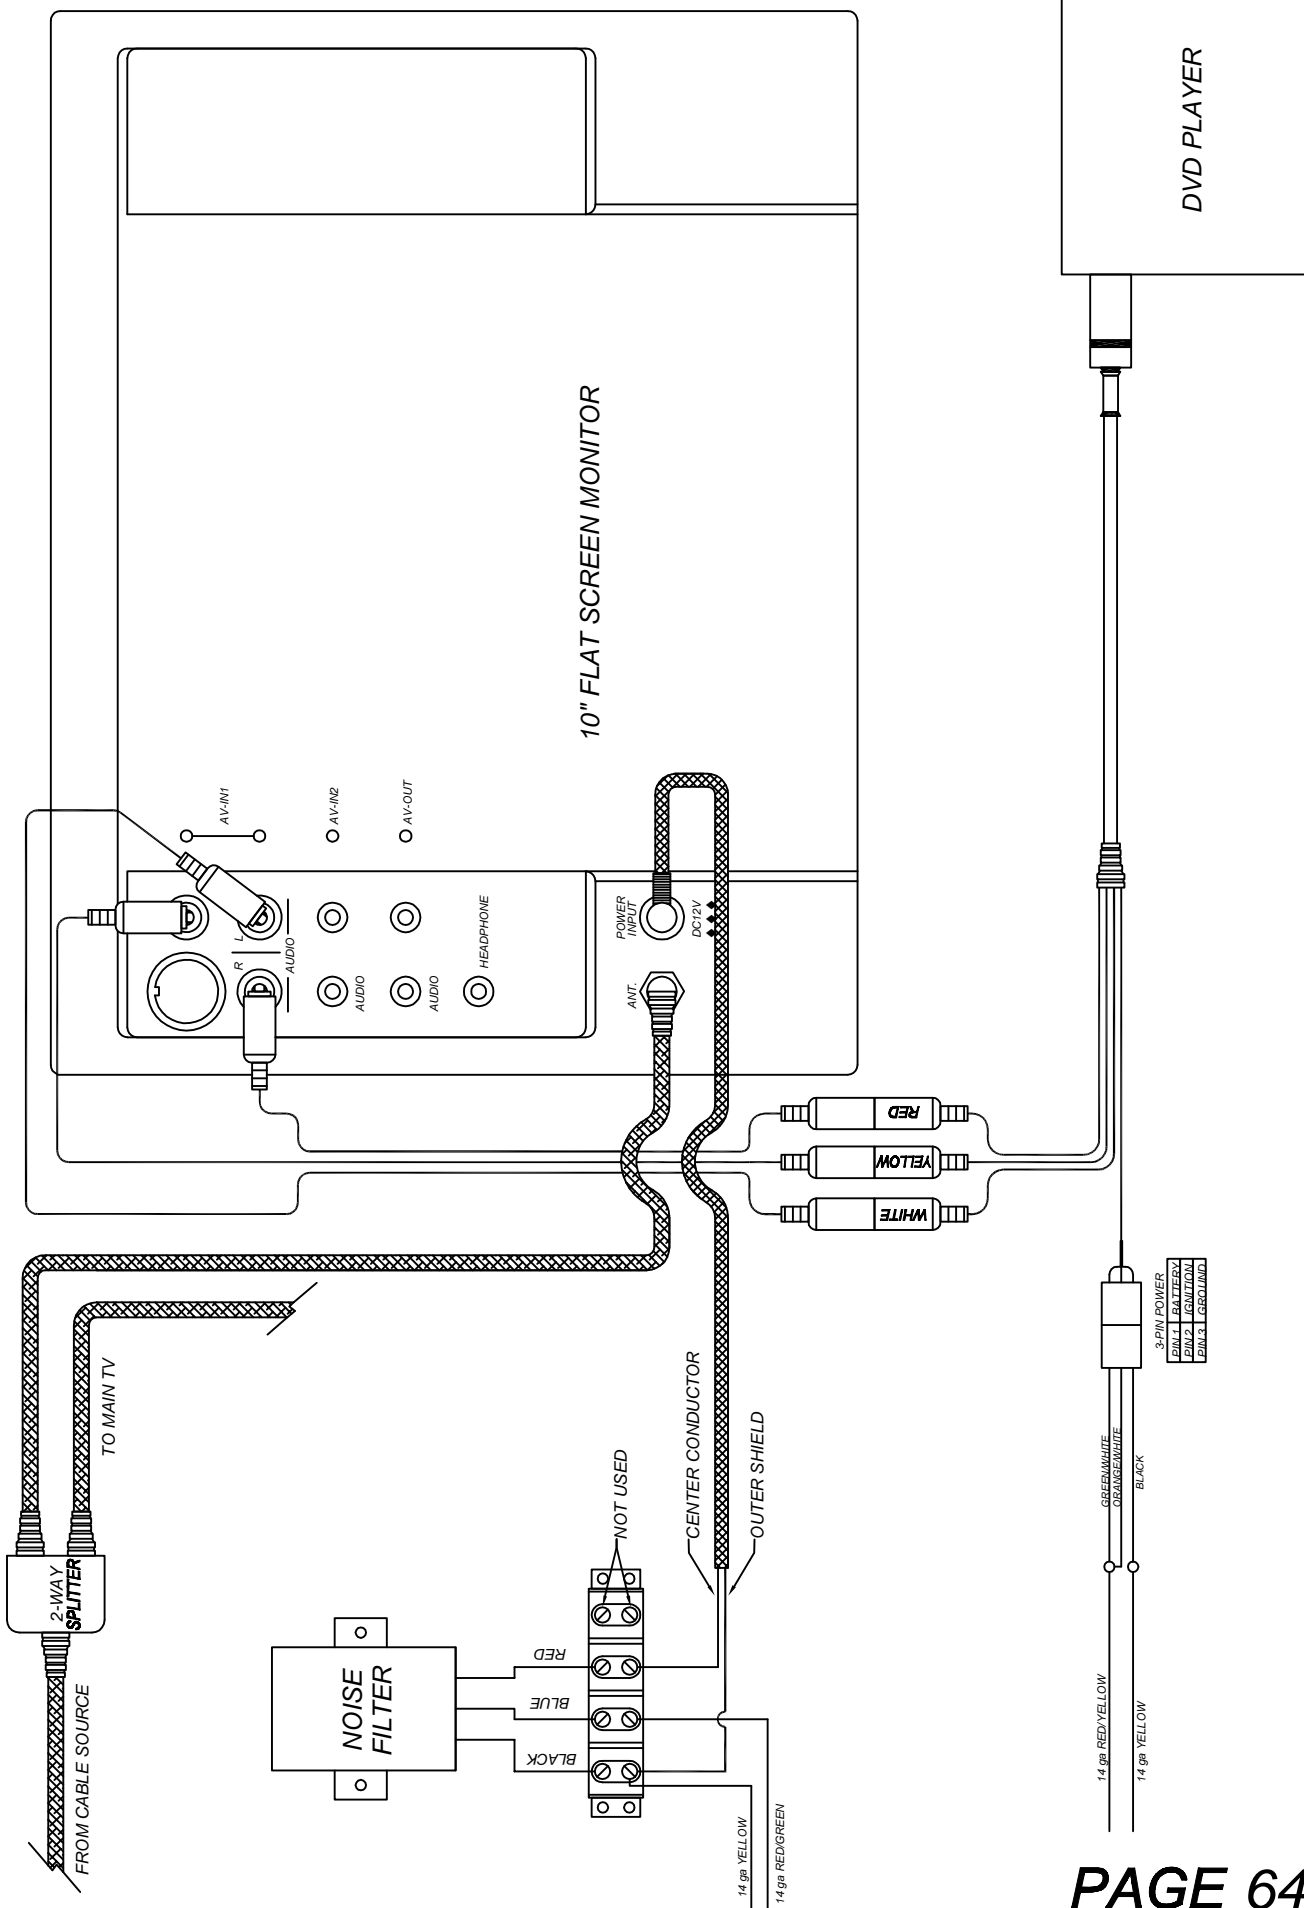 DVD PLAYER
10" FLAT SCREEN MONITOR
AV-IN1
AV-IN2
AV-OUT
L
R
AUDIO
AUDIO
AUDIO
HEADPHONE
POWER
INPUT
DC12V
ANT.
RED
YELLOW
WHITE
3-PIN POWER
PIN 1 BATTERY
PIN 2 IGNITION
PIN 3 GROUND
GREEN/WHITE
ORANGE/WHITE
BLACK
14 ga RED/YELLOW
14 ga YELLOW
TO MAIN TV
2-WAY
SPLITTER
FROM CABLE SOURCE
NOT USED
CENTER CONDUCTOR
OUTER SHIELD
NOISE
FILTER
RED
BLUE
BLACK
14 ga YELLOW
14 ga RED/GREEN
PAGE 64